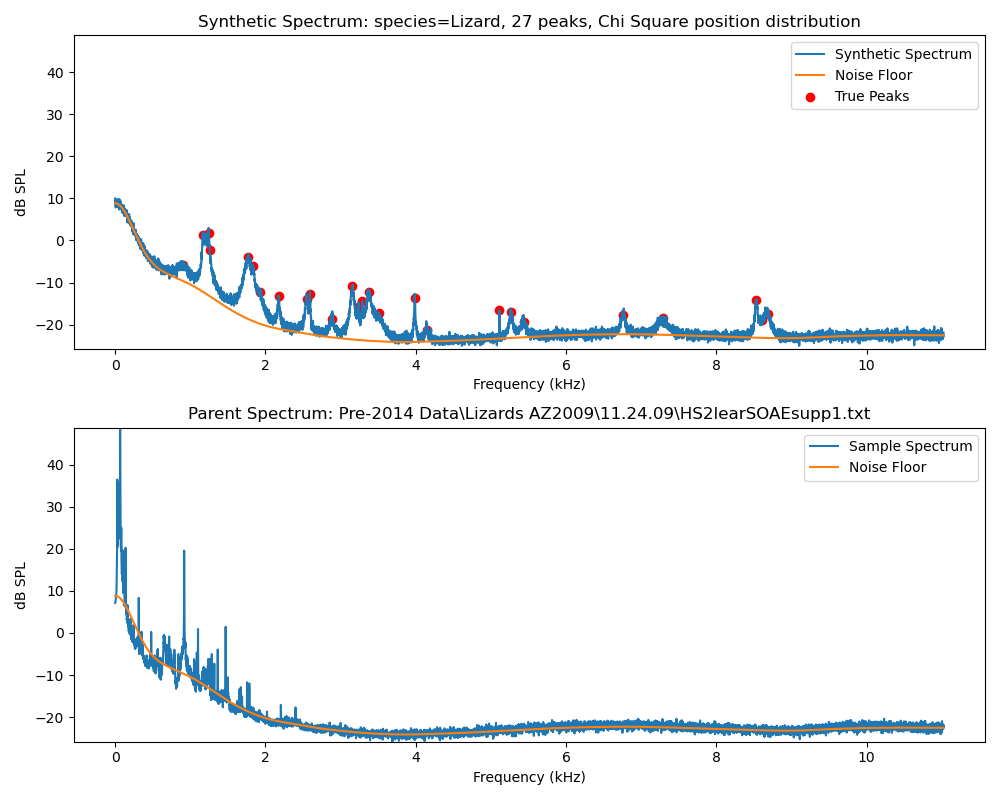 Synthetic Spectrum: species=Lizard, 27 peaks, Chi Square position distribution
Synthetic Spectrum
Noise Floor
True Peaks
dB SPL
40
30
20
10
0
−10
−20
0 2 4 6 8 10
Frequency (kHz)
Parent Spectrum: Pre-2014 Data\Lizards AZ2009\11.24.09\HS2learSOAEsupp1.txt
Sample Spectrum
Noise Floor
dB SPL
40
30
20
10
0
−10
−20
0 2 4 6 8 10
Frequency (kHz)